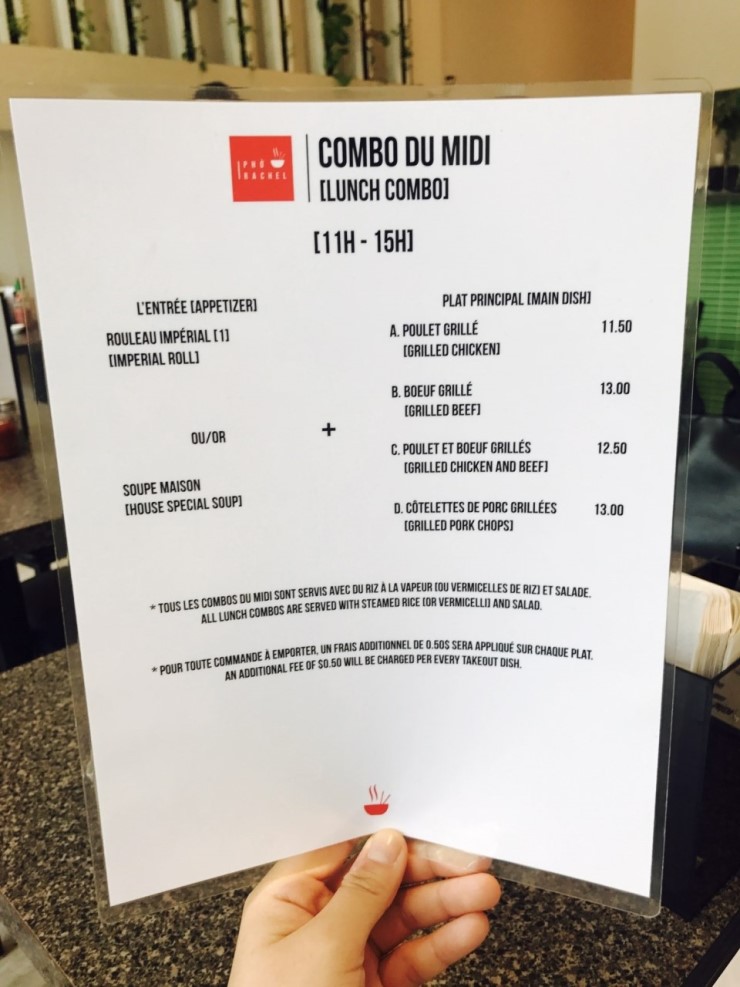 PHỞ
RACHEL
COMBO DU MIDI
[LUNCH COMBO]
[11H - 15H]
L'ENTRÉE [APPETIZER]
ROULEAU IMPÉRIAL [1]
[IMPERIAL ROLL]
OU/OR
SOUPE MAISON
[HOUSE SPECIAL SOUP]
+
PLAT PRINCIPAL [MAIN DISH]
A. POULET GRILLÉ 11.50
[GRILLED CHICKEN]
B. BOEUF GRILLÉ 13.00
[GRILLED BEEF]
C. POULET ET BOEUF GRILLÉS 12.50
[GRILLED CHICKEN AND BEEF]
D. CÔTELETTES DE PORC GRILLÉES 13.00
[GRILLED PORK CHOPS]
* TOUS LES COMBOS DU MIDI SONT SERVIS AVEC DU RIZ À LA VAPEUR [OU VERMICELLES DE RIZ] ET SALADE.
ALL LUNCH COMBOS ARE SERVED WITH STEAMED RICE [OR VERMICELLI] AND SALAD.
* POUR TOUTE COMMANDE À EMPORTER, UN FRAIS ADDITIONNEL DE 0.50$ SERA APPLIQUÉ SUR CHAQUE PLAT.
AN ADDITIONAL FEE OF $0.50 WILL BE CHARGED PER EVERY TAKEOUT DISH.